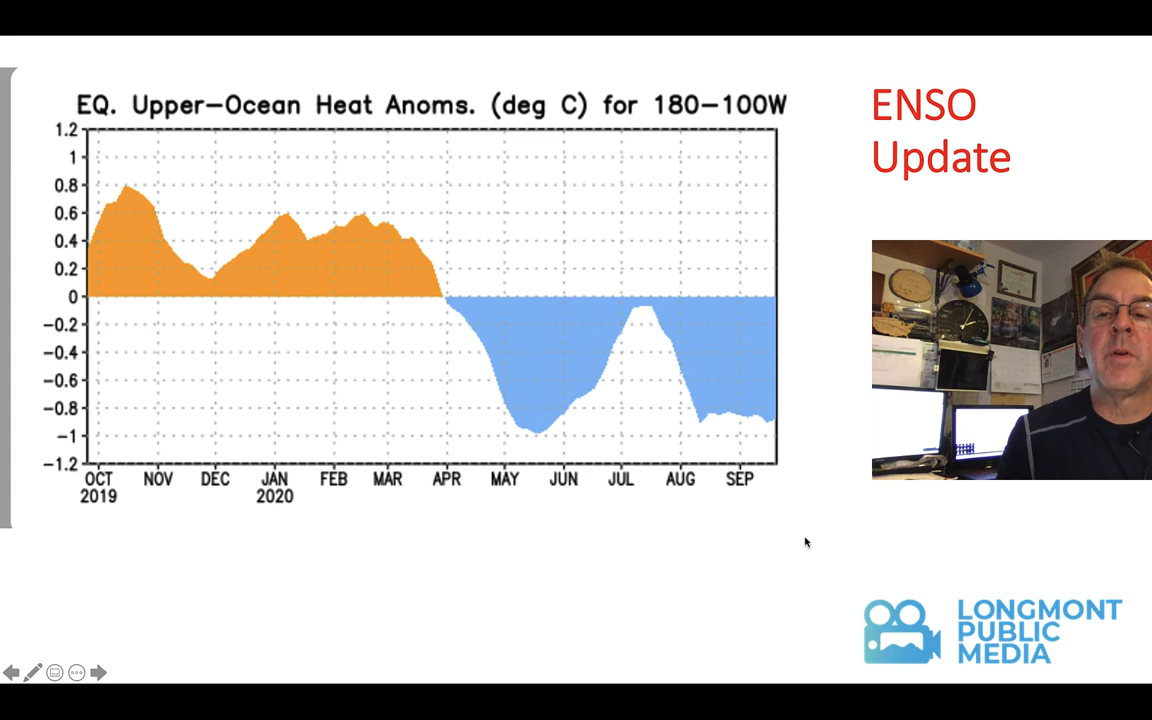 EQ. Upper-Ocean Heat Anoms. (deg C) for 180-100W
1.2
1
0.8
0.6
0.4
0.2
0
-0.2
-0.4
-0.6
-0.8
-1
-1.2
OCT NOV DEC JAN FEB MAR APR MAY JUN JUL AUG SEP
2019 2020
ENSO
Update
LONGMONT
PUBLIC
MEDIA